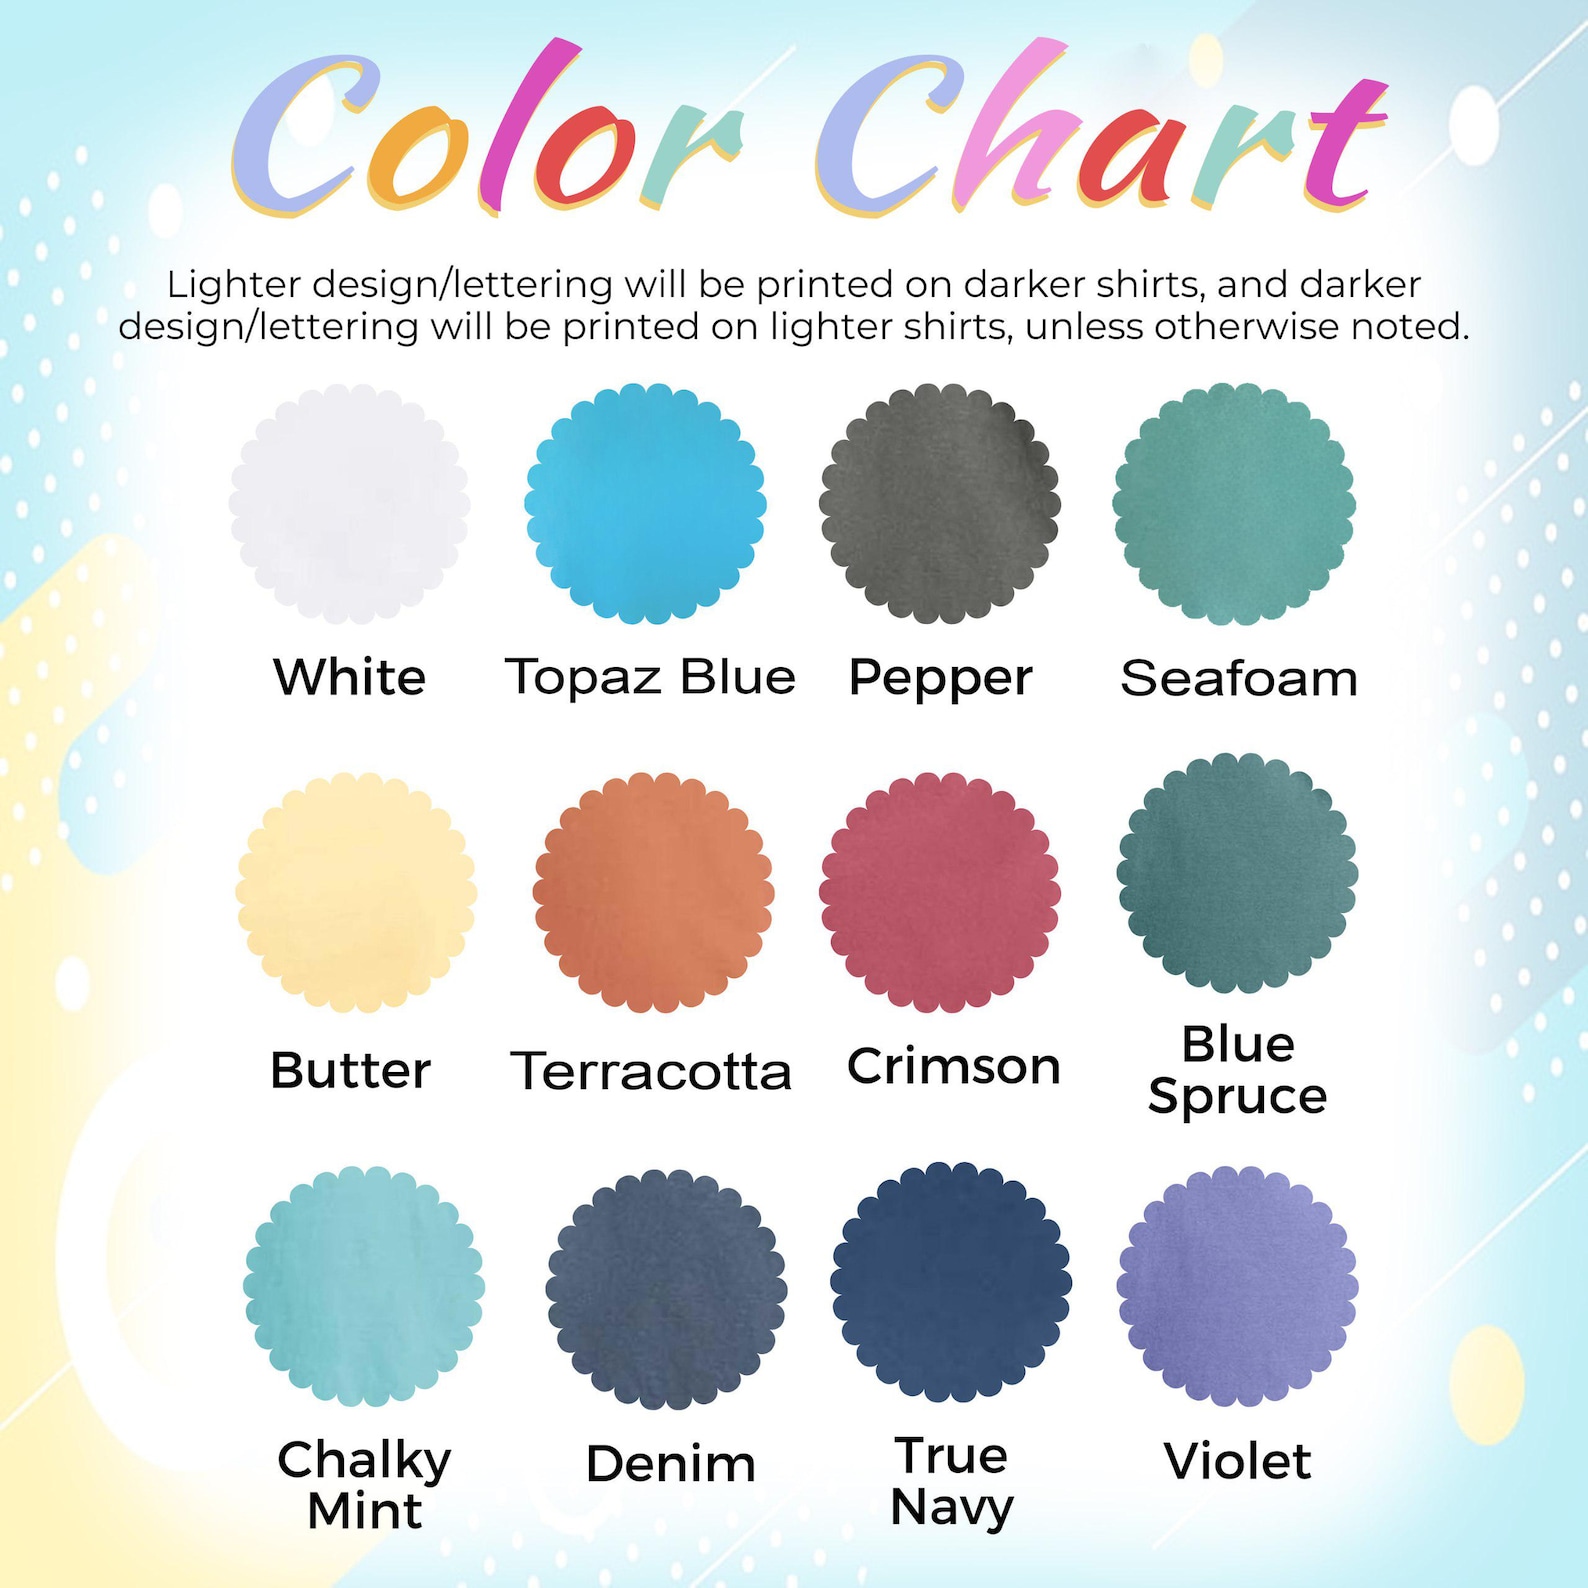 Color Chart
Lighter design/lettering will be printed on darker shirts, and darker
design/lettering will be printed on lighter shirts, unless otherwise noted.
White
Topaz Blue
Pepper
Seafoam
Butter
Terracotta
Crimson
Blue
Spruce
Chalky
Mint
Denim
True
Navy
Violet